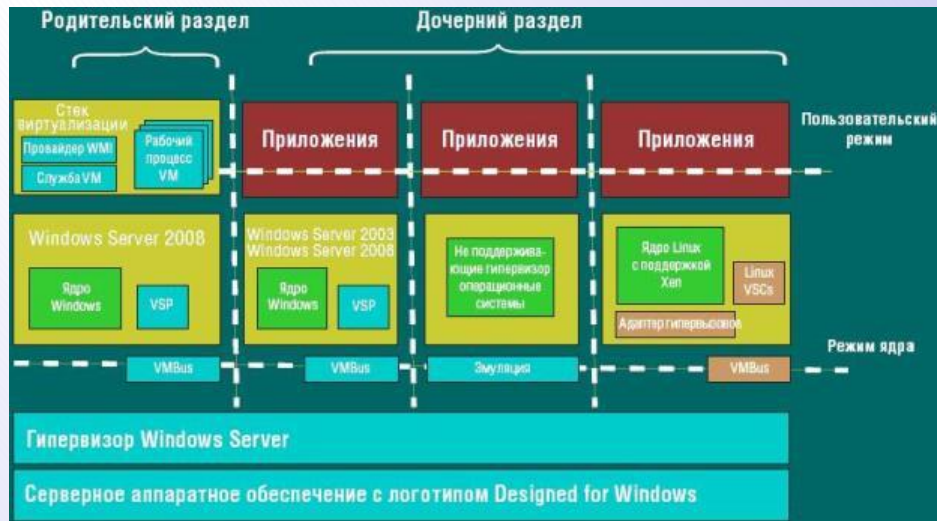 Родительский раздел
Дочерний раздел
Стек
виртуализации
Провайдер WMI
Служба VM
Рабочий
процесс
VM
Приложения
Приложения
Приложения
Пользовательский
режим
Windows Server 2008
Ядро
Windows
VSP
Windows Server 2003
Windows Server 2008
Ядро
Windows
VSP
Не поддержива-
ющие гипервизор
операционные
системы
Ядро Linux
с поддержкой
Xen
Linux
VSCs
Адаптер гипервызовов
Режим ядра
VMBus
VMBus
Эмуляция
VMBus
Гипервизор Windows Server
Серверное аппаратное обеспечение с логотипом Designed for Windows